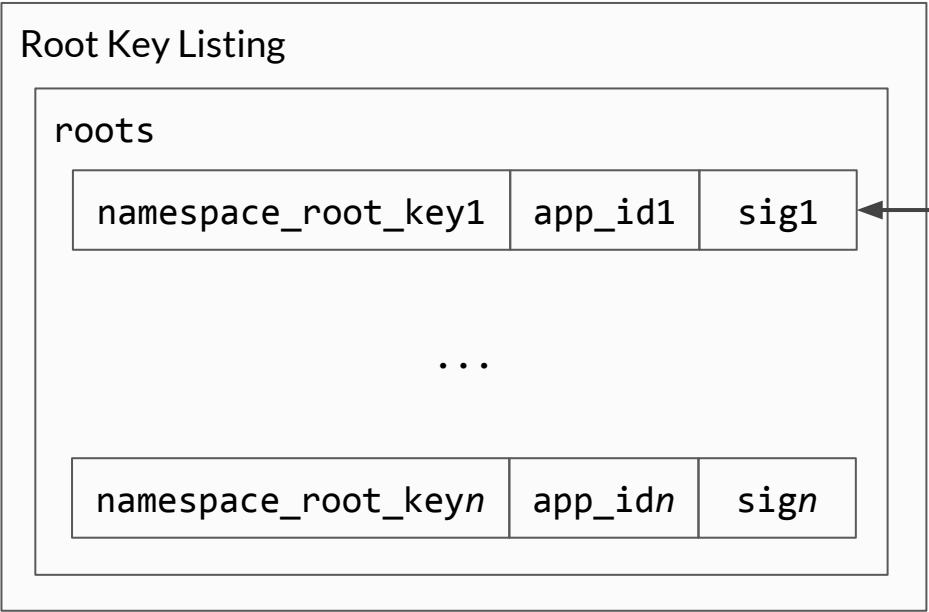 Root Key Listing
roots
namespace_root_key1 app_id1 sig1
...
namespace_root_keyn app_idn sign